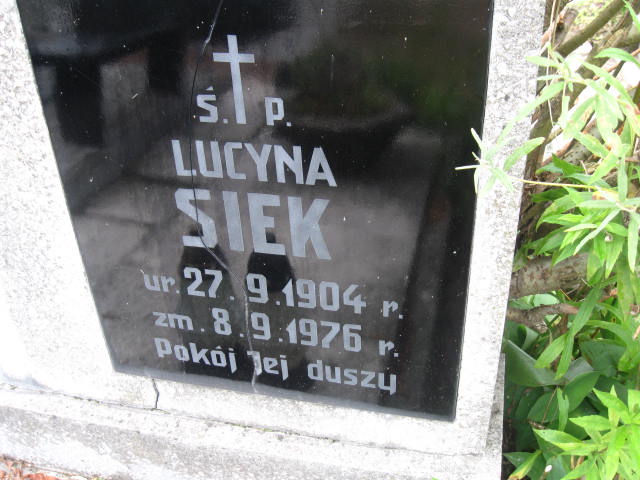 ś. p.
LUCYNA
SIEK
ur. 27.9.1904 r.
zm. 8.9.1976 r.
pokój Jej duszy